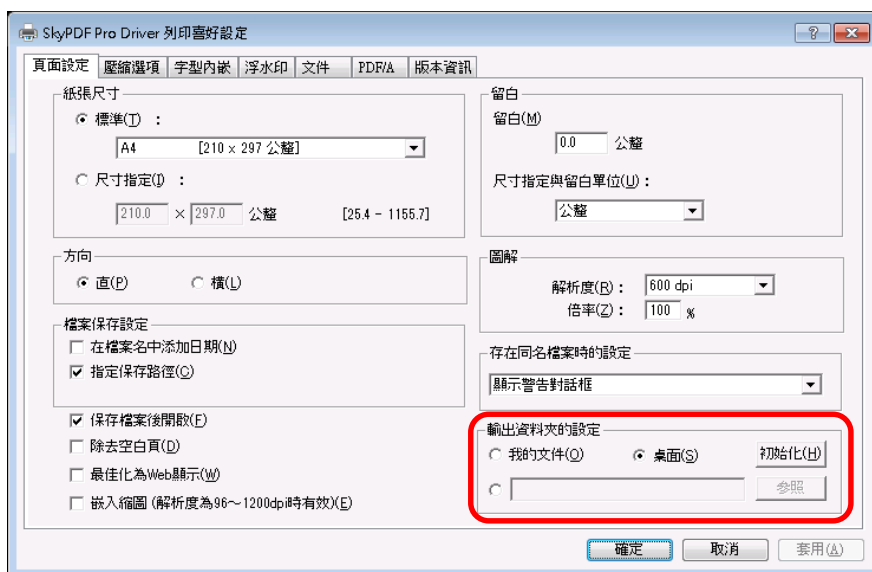 SkyPDF Pro Driver 列印喜好設定
頁面設定 壓縮選項 字型內嵌 浮水印 文件 PDF/A 版本資訊
紙張尺寸
標準(T) :
A4 [210 x 297 公釐]
尺寸指定(I) :
210.0 × 297.0 公釐 [25.4 - 1155.7]
方向
直(P) 橫(L)
檔案保存設定
在檔案名中添加日期(N)
指定保存路徑(C)
保存檔案後開啟(F)
除去空白頁(D)
最佳化為Web顯示(W)
嵌入縮圖 (解析度為96～1200dpi時有效)(E)
留白
留白(M)
0.0 公釐
尺寸指定與留白單位(U)：
公釐
圖解
解析度(R)： 600 dpi
倍率(Z)： 100 %
存在同名檔案時的設定
顯示警告對話框
輸出資料夾的設定
我的文件(O) 桌面(S) 初始化(H)
參照
確定 取消 套用(A)